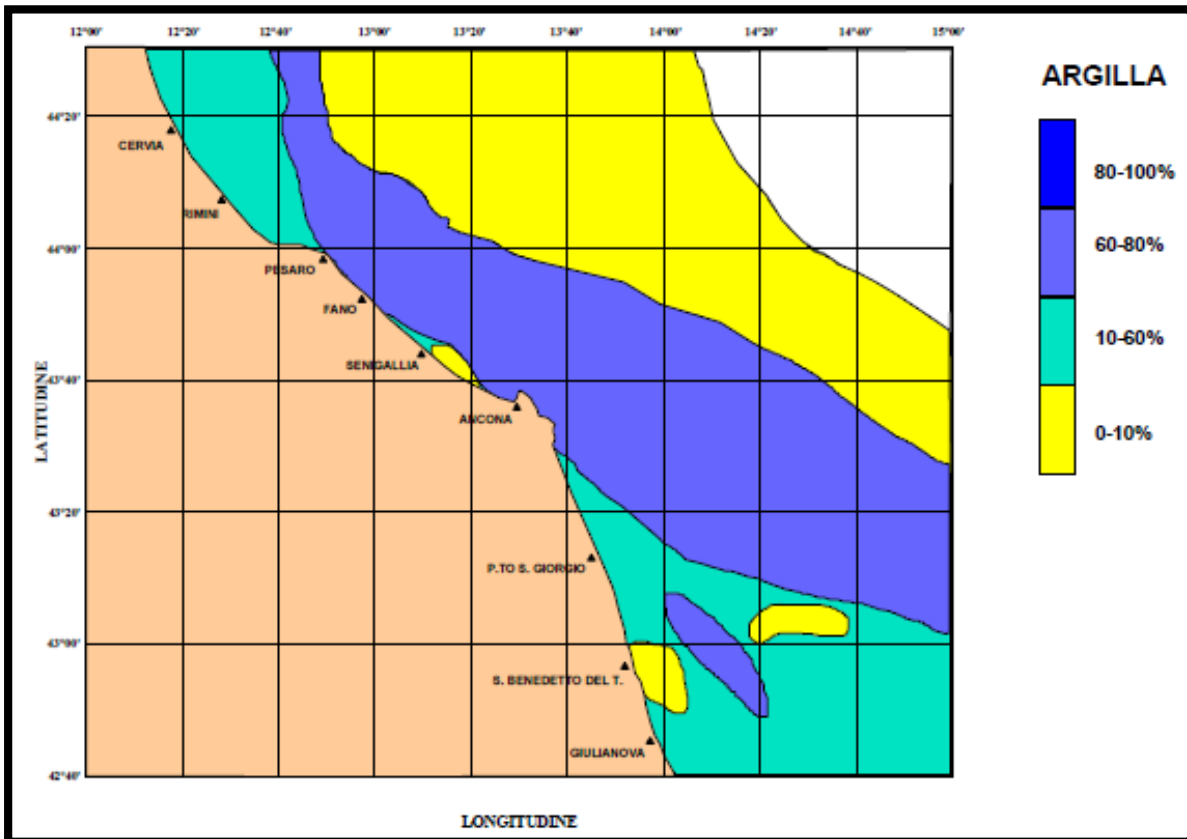 12°00' 12°20' 12°40' 13°00' 13°20' 13°40' 14°00' 14°20' 14°40' 15°00'
ARGILLA
44°20'
CERVIA
80-100%
RIMINI
60-80%
44°00'
PESARO
FANO
10-60%
SENIGALLIA
43°40'
ANCONA
0-10%
LATITUDINE
43°20'
P.TO S. GIORGIO
43°00'
S. BENEDETTO DEL T.
GIULIANOVA
42°40'
LONGITUDINE